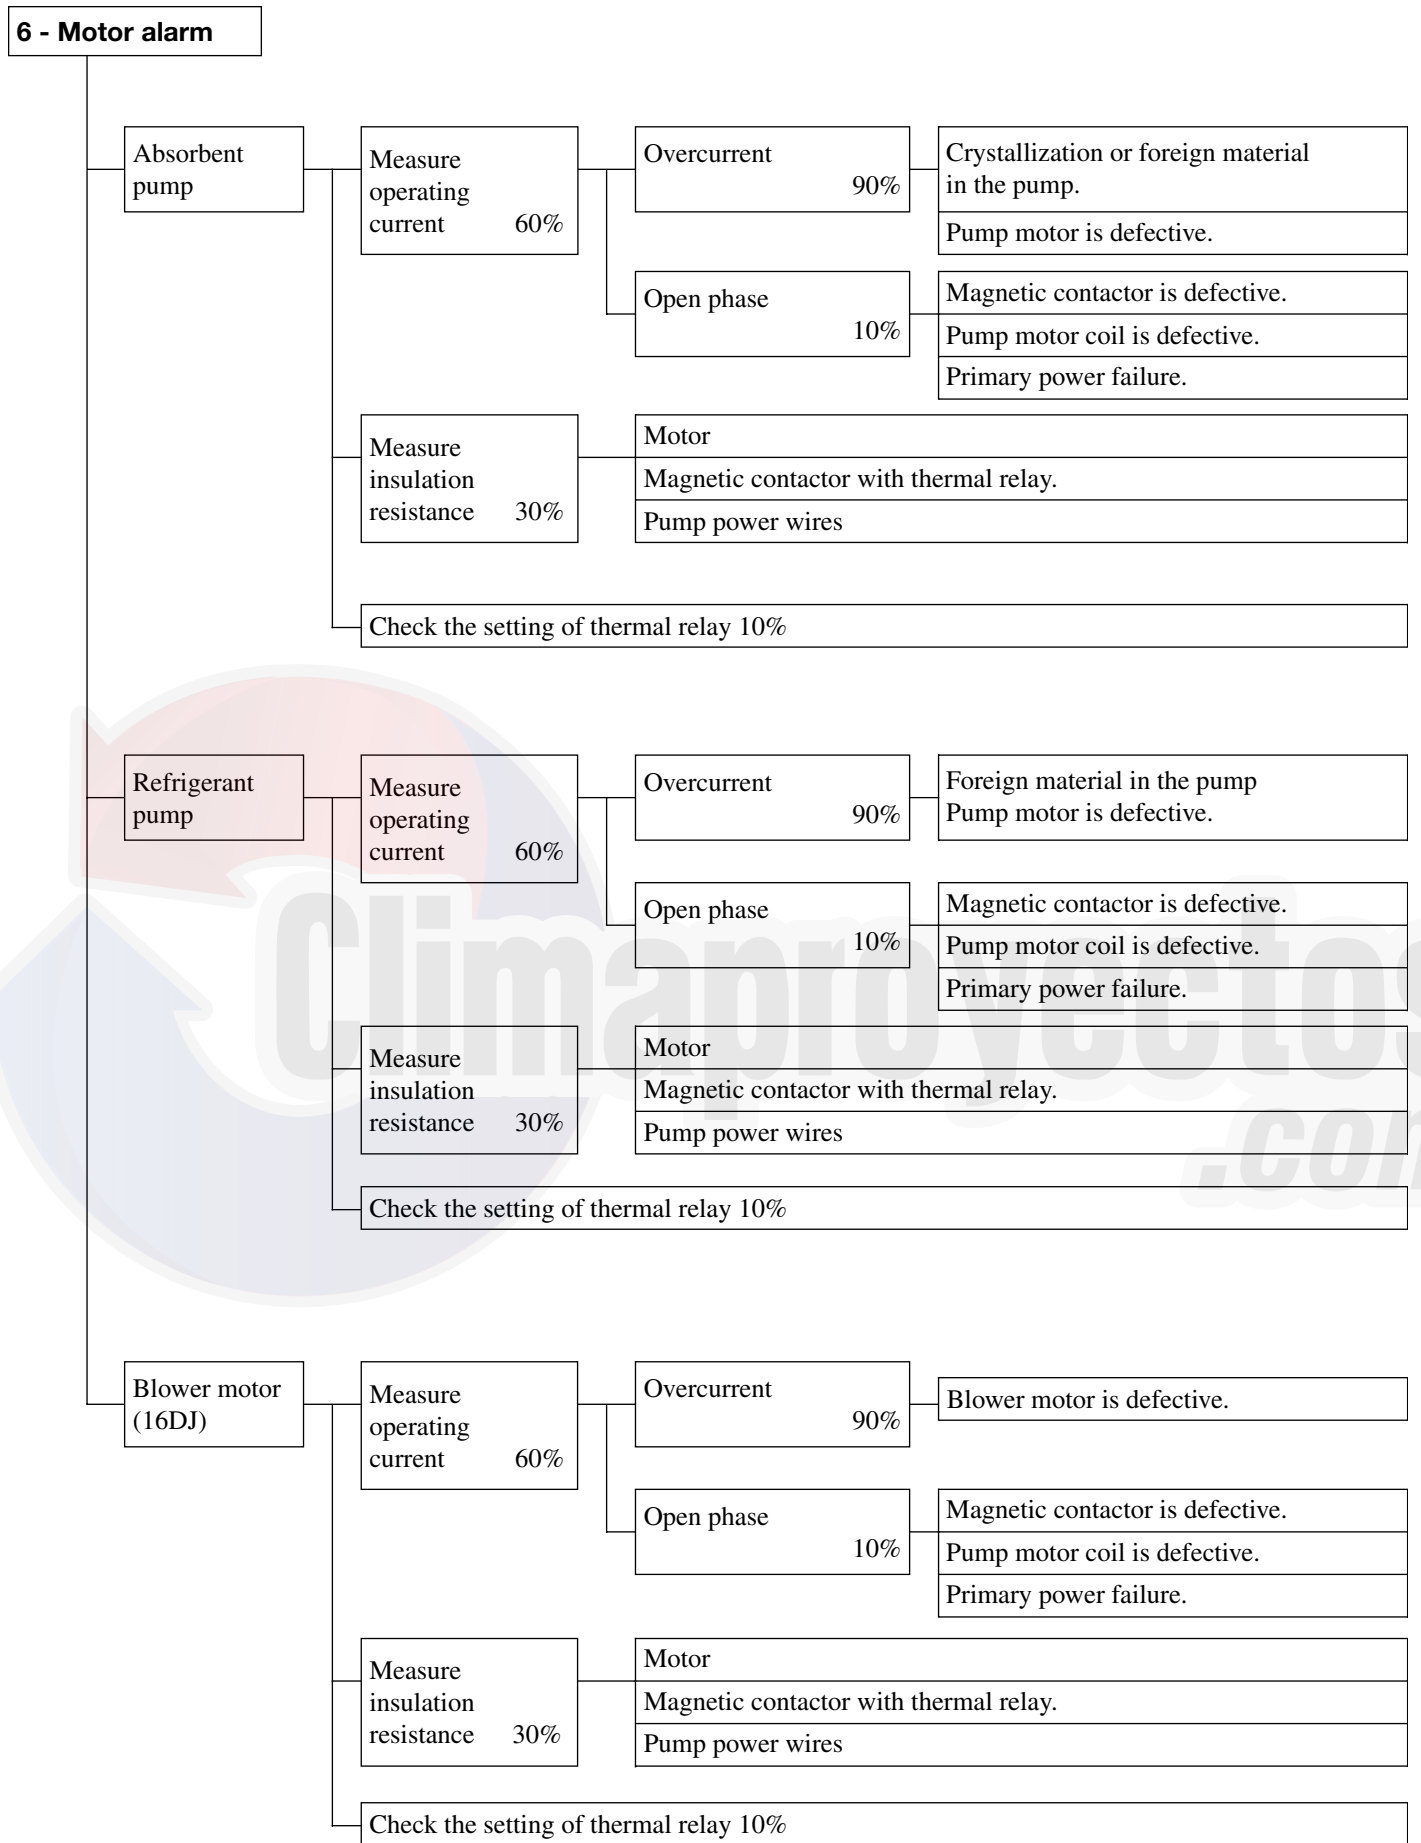 6 - Motor alarm
Absorbent
pump
Measure
operating
current 60%
Overcurrent
90%
Crystallization or foreign material
in the pump.
Pump motor is defective.
Open phase
10%
Magnetic contactor is defective.
Pump motor coil is defective.
Primary power failure.
Measure
insulation
resistance 30%
Motor
Magnetic contactor with thermal relay.
Pump power wires
Check the setting of thermal relay 10%
Refrigerant
pump
Measure
operating
current 60%
Overcurrent
90%
Foreign material in the pump
Pump motor is defective.
Open phase
10%
Magnetic contactor is defective.
Pump motor coil is defective.
Primary power failure.
Measure
insulation
resistance 30%
Motor
Magnetic contactor with thermal relay.
Pump power wires
Check the setting of thermal relay 10%
Climaproyectos
.com
Blower motor
(16DJ)
Measure
operating
current 60%
Overcurrent
90%
Blower motor is defective.
Open phase
10%
Magnetic contactor is defective.
Pump motor coil is defective.
Primary power failure.
Measure
insulation
resistance 30%
Motor
Magnetic contactor with thermal relay.
Pump power wires
Check the setting of thermal relay 10%